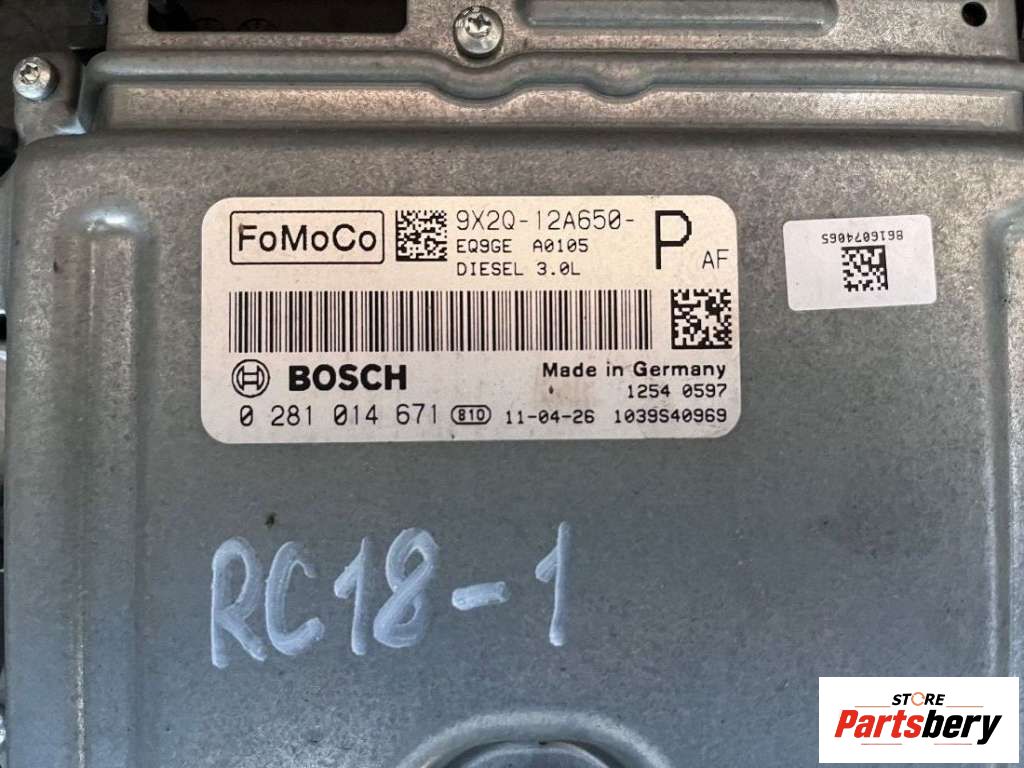 FoMoCo
9X2Q-12A650-
P
AF
EQ9GE A0105
DIESEL 3.0L
8616074065
BOSCH
Made in Germany
1254 0597
0 281 014 671 810 11-04-26 1039S40969
RC18-1
STORE
Partsbery